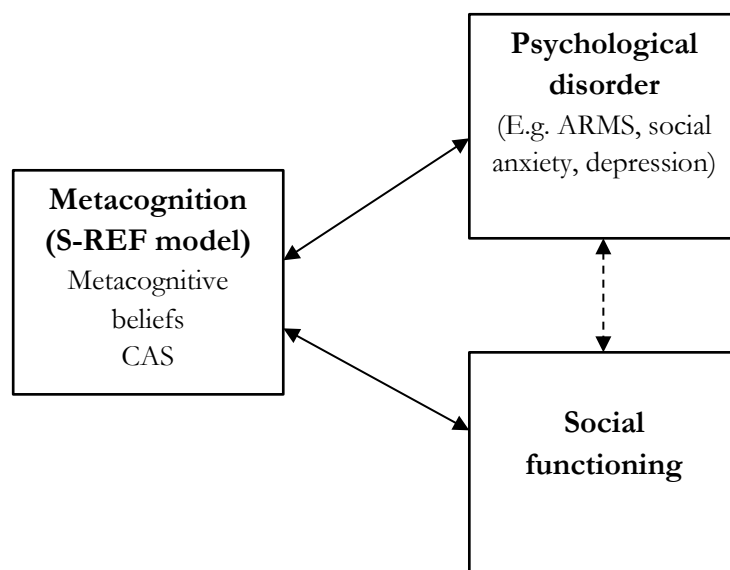 Psychological
disorder
(E.g. ARMS, social
anxiety, depression)
Metacognition
(S-REF model)
Metacognitive
beliefs
CAS
Social
functioning